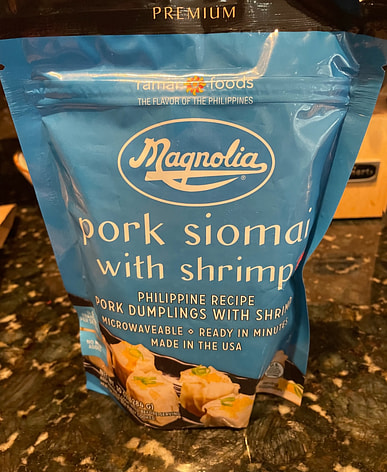 PREMIUM
ramar foods
THE FLAVOR OF THE PHILIPPINES
Magnolia
®
pork siomai
with shrimp
PHILIPPINE RECIPE
PORK DUMPLINGS WITH SHRIMP
MICROWAVEABLE ◇ READY IN MINUTES
MADE IN THE USA